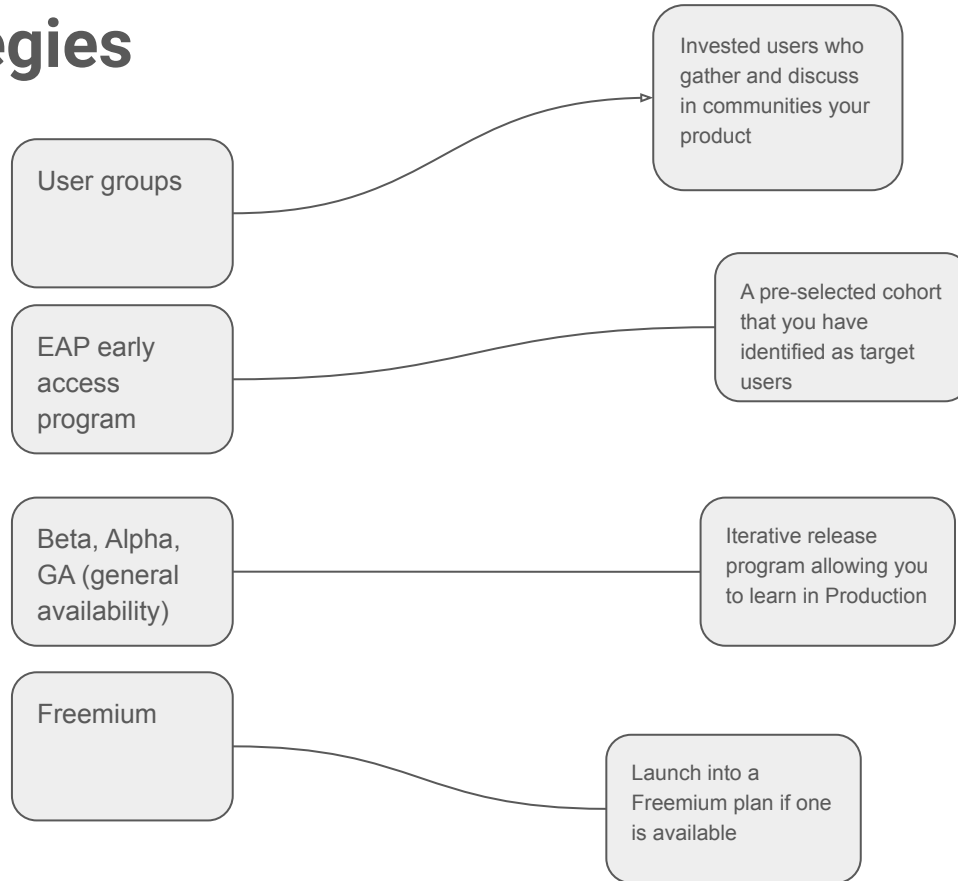 egies
Invested users who
gather and discuss
in communities your
product
User groups
A pre-selected cohort
that you have
identified as target
users
EAP early
access
program
Beta, Alpha,
GA (general
availability)
Iterative release
program allowing you
to learn in Production
Freemium
Launch into a
Freemium plan if one
is available